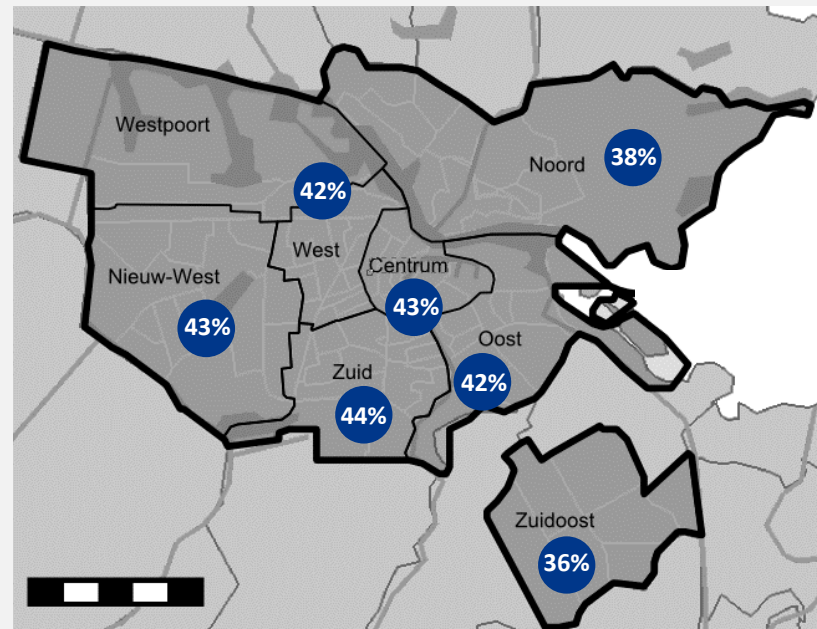 Westpoort
Noord
38%
42%
West
Centrum
Nieuw-West
43%
43%
Oost
Zuid
42%
44%
Zuidoost
36%